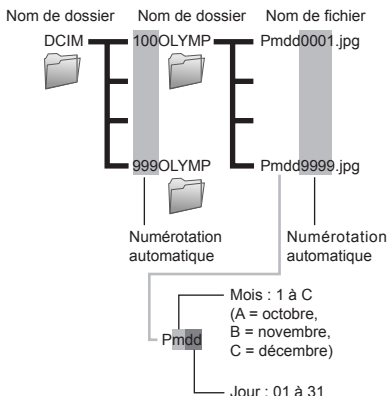 Nom de dossier Nom de dossier Nom de fichier
DCIM 100OLYMP Pmdd0001.jpg
999OLYMP Pmdd9999.jpg
Numérotation automatique
Numérotation automatique
Mois : 1 à C
(A = octobre,
B = novembre,
C = décembre)
Pmdd
Jour : 01 à 31